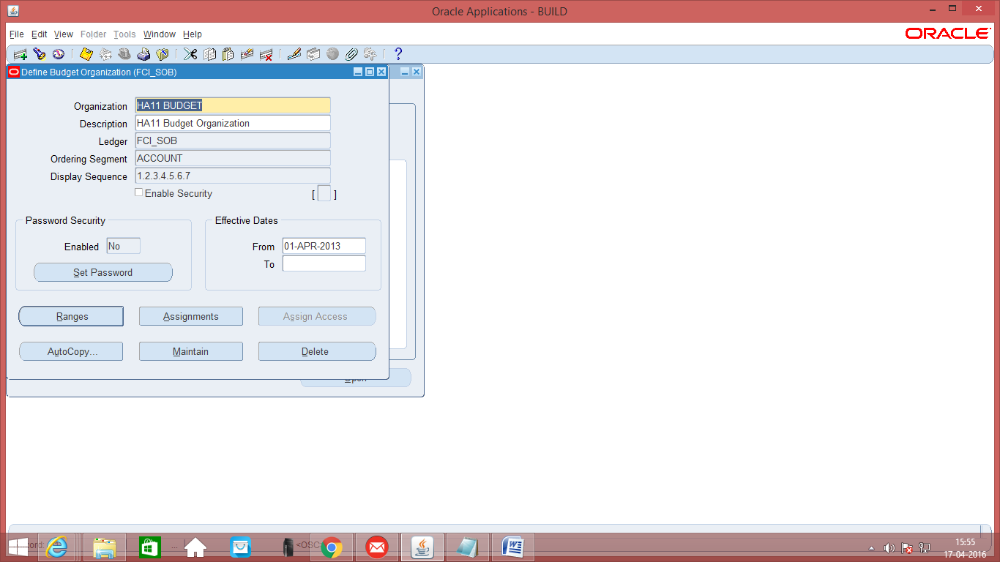 Oracle Applications - BUILD
File Edit View Folder Tools Window Help
ORACLE
Define Budget Organization (FCI_SOB)
Organization HA11 BUDGET
Description HA11 Budget Organization
Ledger FCI_SOB
Ordering Segment ACCOUNT
Display Sequence 1.2.3.4.5.6.7
Enable Security [ ]
Password Security
Enabled No
Set Password
Effective Dates
From 01-APR-2013
To
Ranges Assignments Assign Access
AutoCopy... Maintain Delete
Open
... <OSC
15:55
17-04-2016